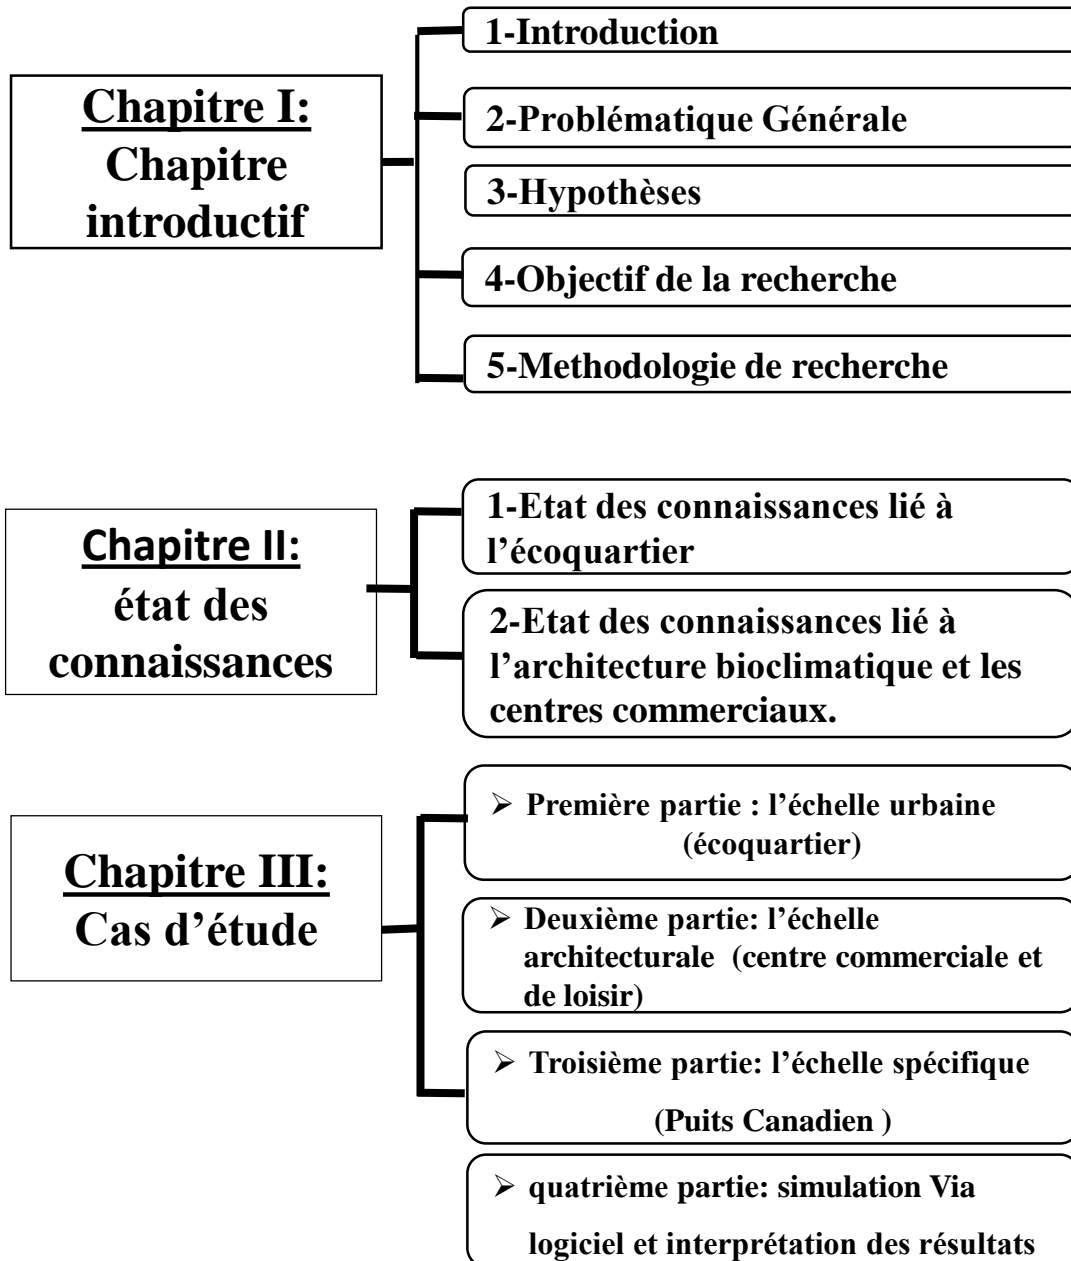 Chapitre I:
Chapitre
introductif
1-Introduction
2-Problématique Générale
3-Hypothèses
4-Objectif de la recherche
5-Methodologie de recherche
Chapitre II:
état des
connaissances
1-Etat des connaissances lié à
l’écoquartier
2-Etat des connaissances lié à
l’architecture bioclimatique et les
centres commerciaux.
Chapitre III:
Cas d’étude
➢ Première partie : l’échelle urbaine
(écoquartier)
➢ Deuxième partie: l’échelle
architecturale (centre commerciale et
de loisir)
➢ Troisième partie: l’échelle spécifique
(Puits Canadien )
➢ quatrième partie: simulation Via
logiciel et interprétation des résultats